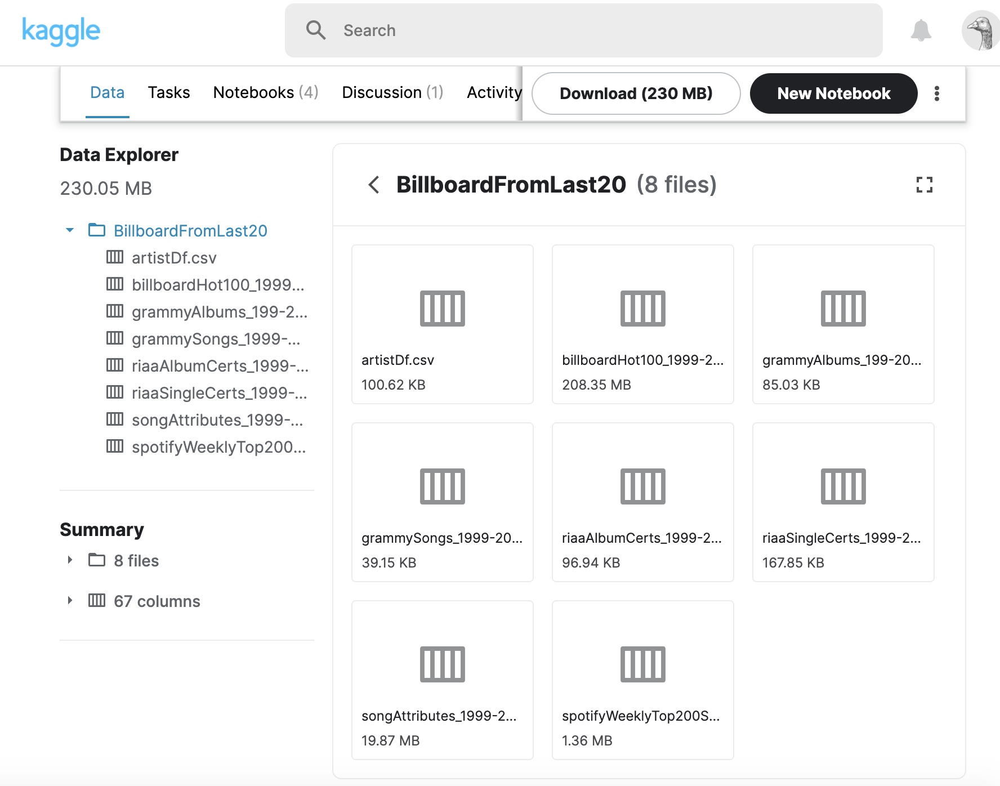 kaggle
Search
Data Tasks Notebooks (4) Discussion (1) Activity Download (230 MB) New Notebook
Data Explorer
230.05 MB
BillboardFromLast20
artistDf.csv
billboardHot100_1999...
grammyAlbums_199-2...
grammySongs_1999-...
riaaAlbumCerts_1999-...
riaaSingleCerts_1999-...
songAttributes_1999-...
spotifyWeeklyTop200...
Summary
8 files
67 columns
BillboardFromLast20 (8 files)
artistDf.csv
100.62 KB
billboardHot100_1999-2...
208.35 MB
grammyAlbums_199-20...
85.03 KB
grammySongs_1999-20...
39.15 KB
riaaAlbumCerts_1999-2...
96.94 KB
riaaSingleCerts_1999-2...
167.85 KB
songAttributes_1999-2...
19.87 MB
spotifyWeeklyTop200S...
1.36 MB